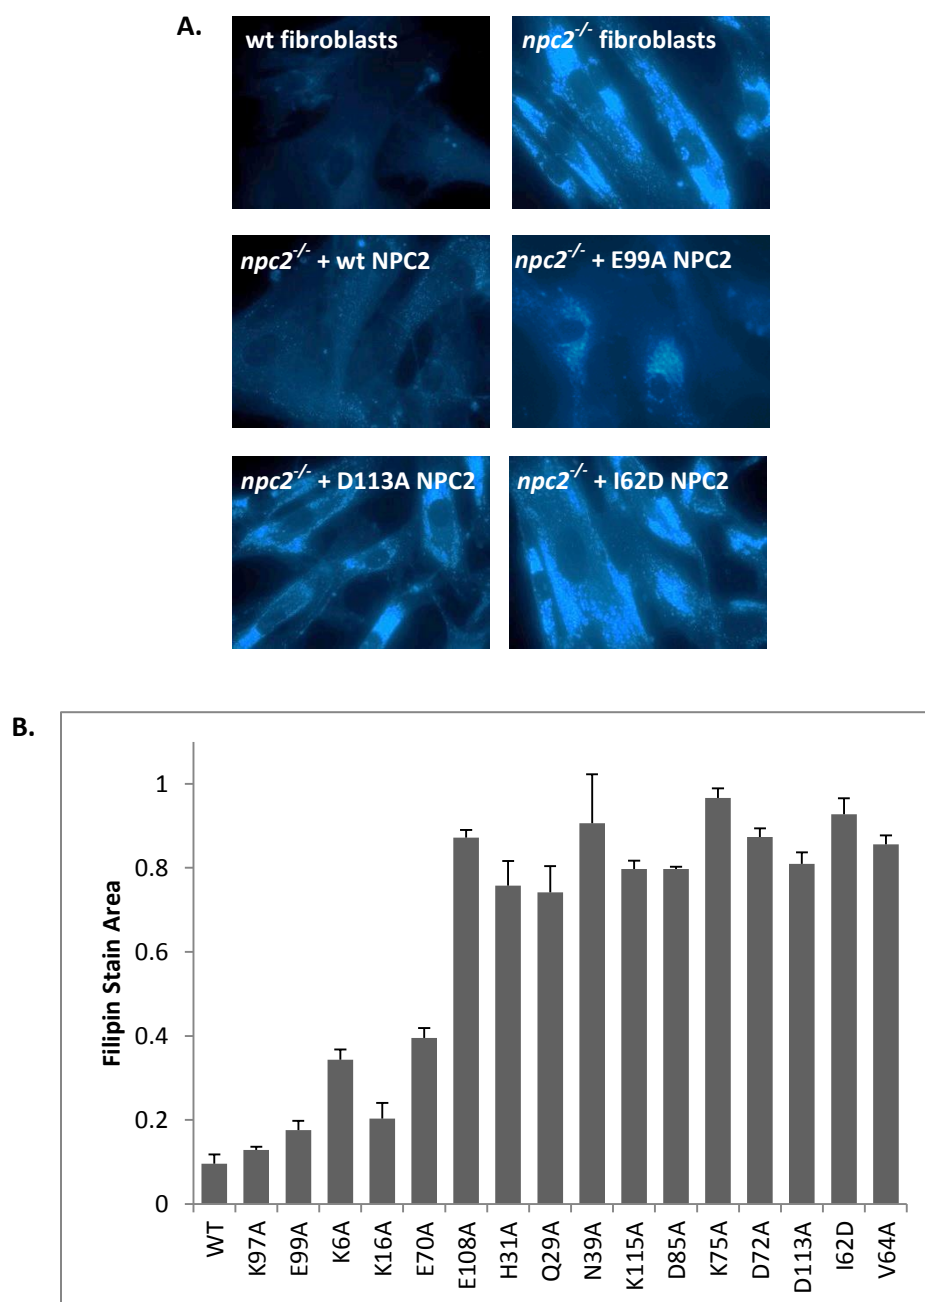 A.
wt fibroblasts
npc2-/- fibroblasts
npc2-/- + wt NPC2
npc2-/- + E99A NPC2
npc2-/- + D113A NPC2
npc2-/- + I62D NPC2
B.
Filipin Stain Area
1
0.8
0.6
0.4
0.2
0
WT
K97A
E99A
K6A
K16A
E70A
E108A
H31A
Q29A
N39A
K115A
D85A
K75A
D72A
D113A
I62D
V64A